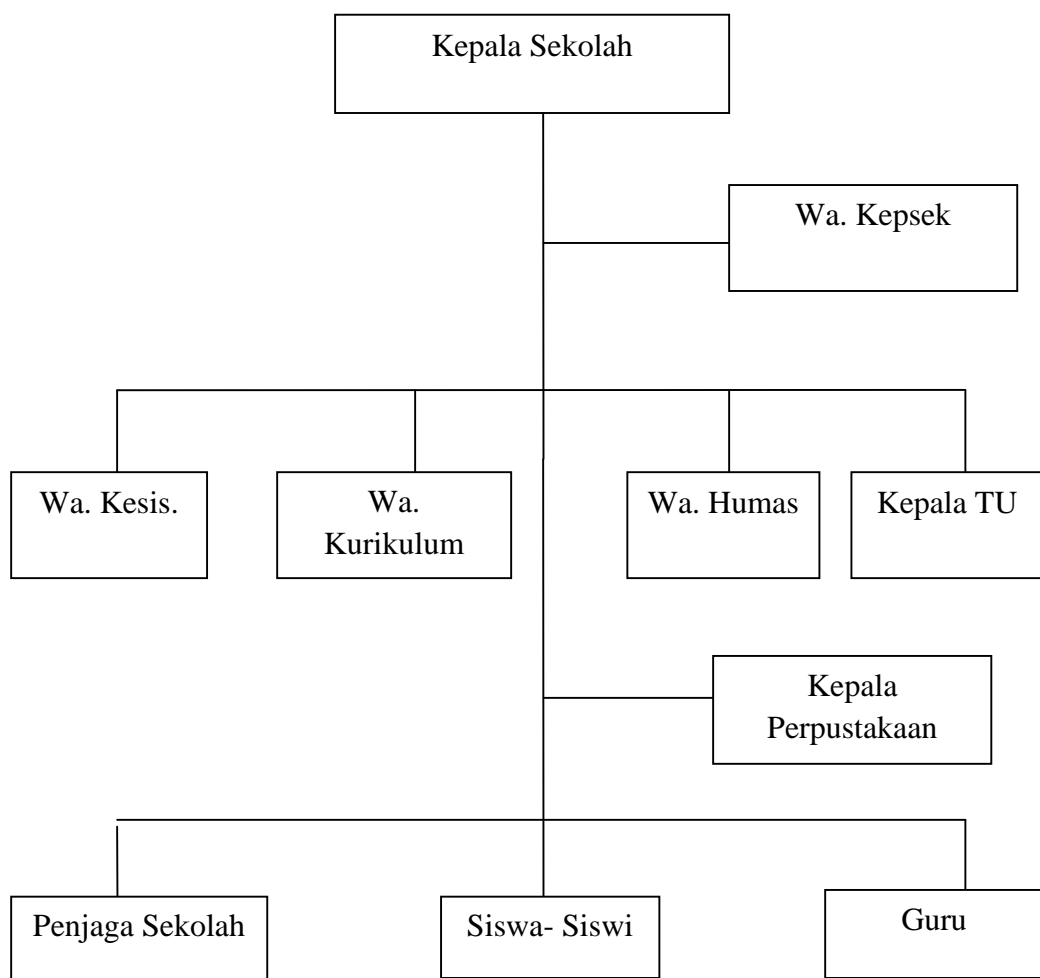 Kepala Sekolah
Wa. Kepsek
Wa. Kesis.
Wa.
Kurikulum
Wa. Humas
Kepala TU
Kepala
Perpustakaan
Penjaga Sekolah
Siswa- Siswi
Guru